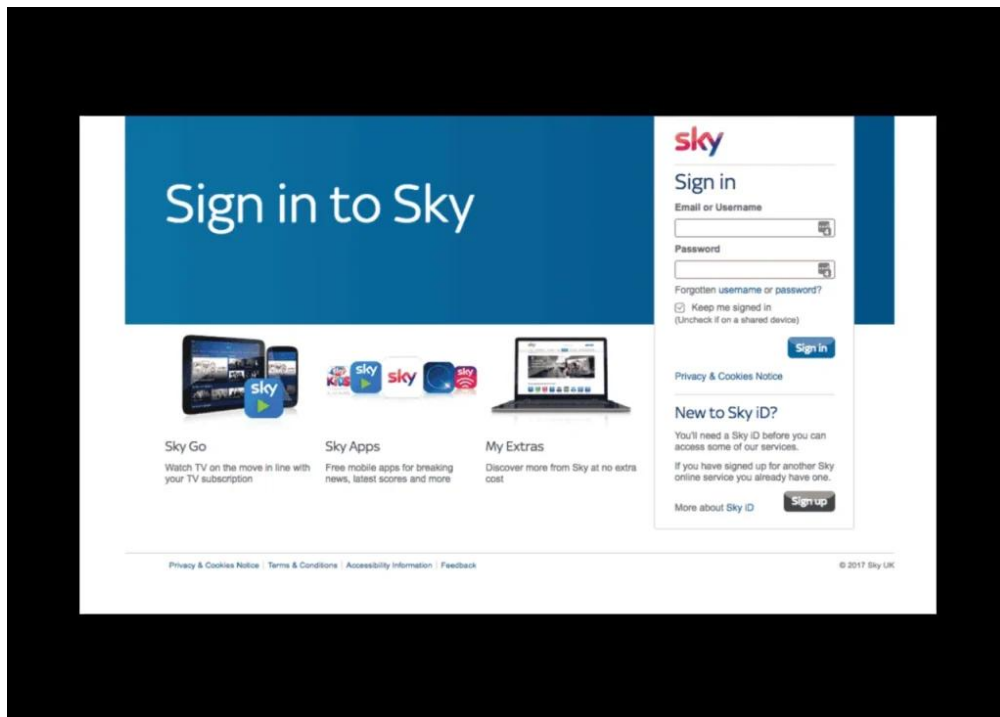 Sign in to Sky
sky
Sign in
Email or Username
Password
Forgotten username or password?
Keep me signed in
(Uncheck if on a shared device)
Sign in
Privacy & Cookies Notice
New to Sky iD?
You'll need a Sky iD before you can
access some of our services.
If you have signed up for another Sky
online service you already have one.
More about Sky iD
Sign up
sky
Sky Go
Watch TV on the move in line with
your TV subscription
KIDS
sky
sky
sky
Sky Apps
Free mobile apps for breaking
news, latest scores and more
My Extras
Discover more from Sky at no extra
cost
Privacy & Cookies Notice | Terms & Conditions | Accessibility Information | Feedback
© 2017 Sky UK